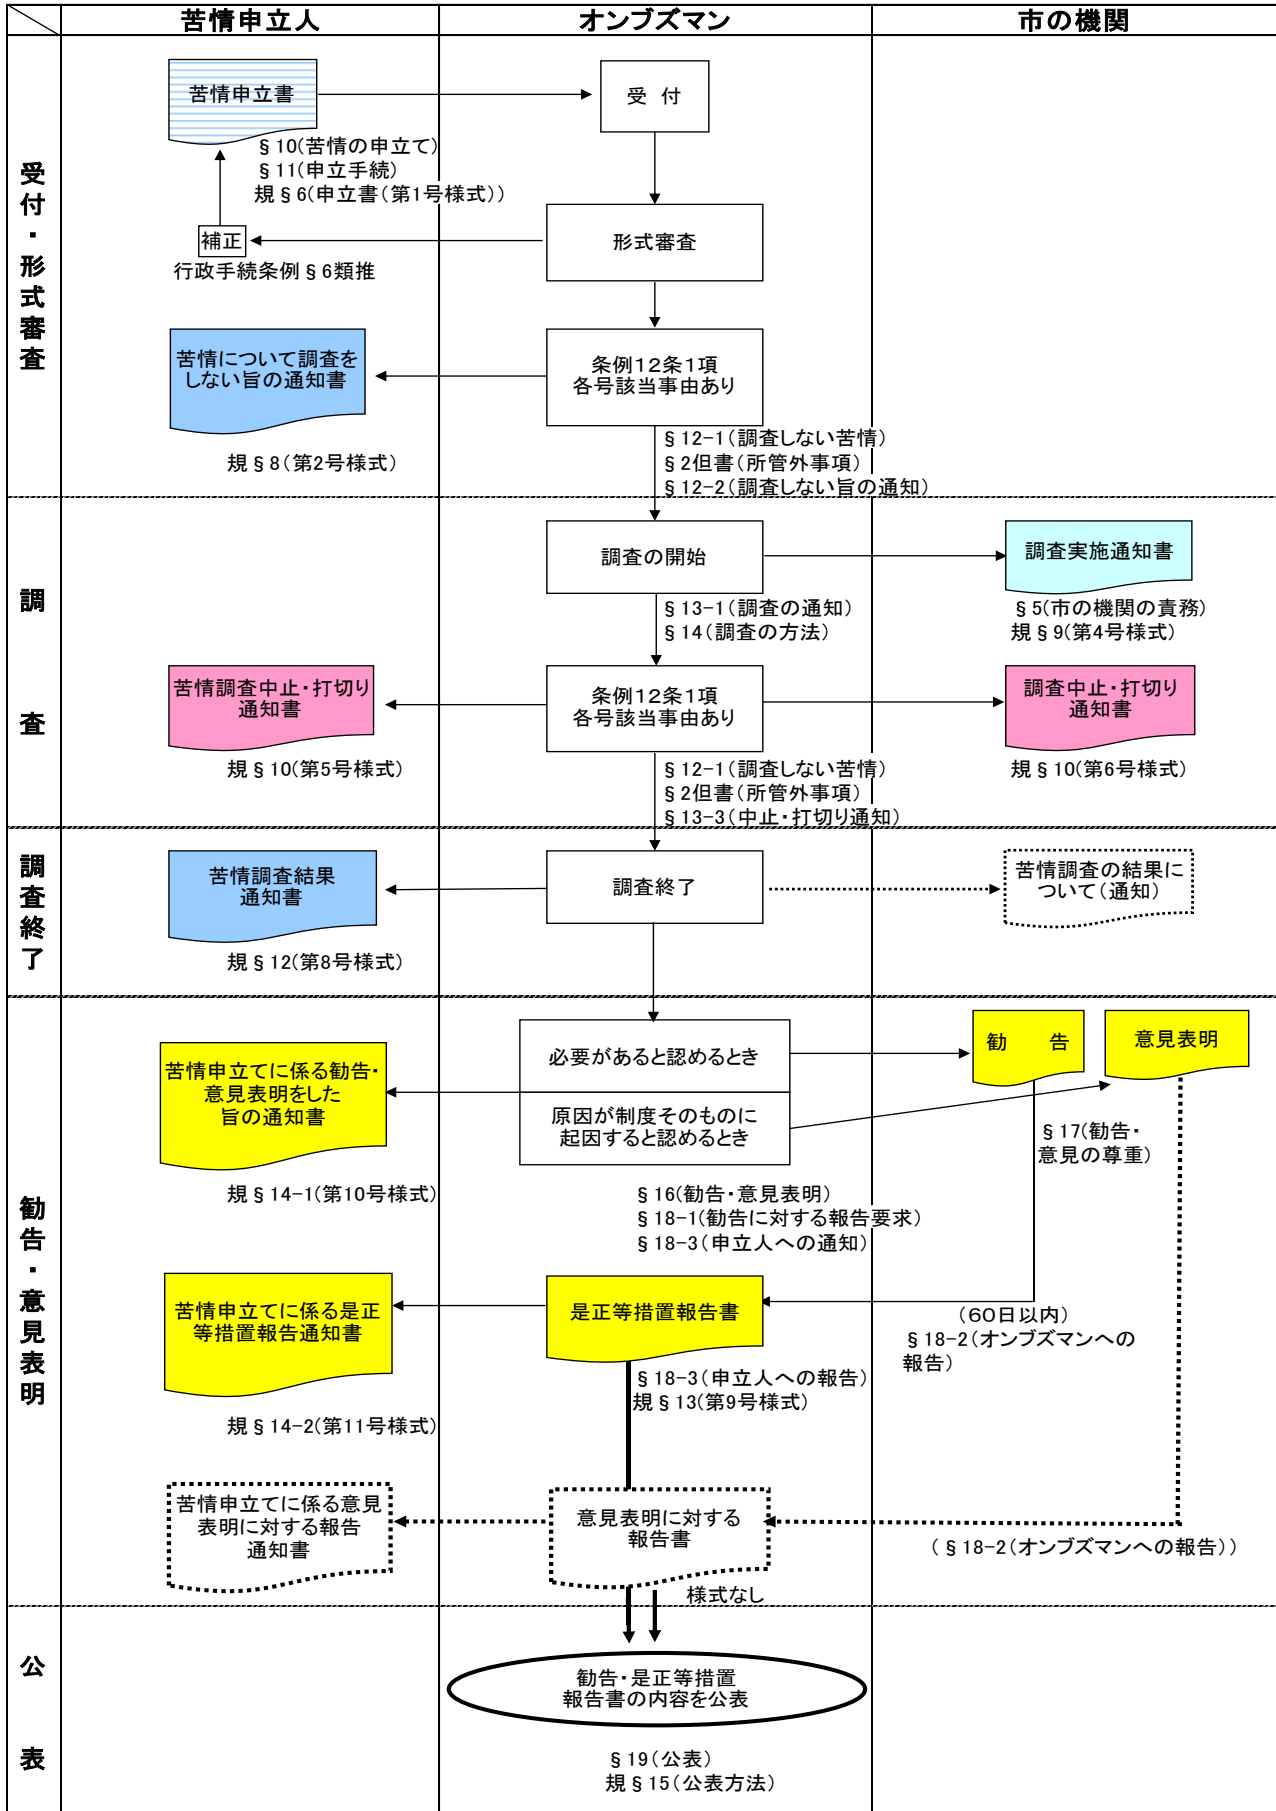 苦情申立人
オンブズマン
市の機関
受付・形式審査
苦情申立書
受 付
§10(苦情の申立て)
§11(申立手続)
規§6(申立書(第1号様式))
補正
形式審査
行政手続条例§6類推
苦情について調査を
しない旨の通知書
条例12条1項
各号該当事由あり
規§8(第2号様式)
§12-1(調査しない苦情)
§2但書(所管外事項)
§12-2(調査しない旨の通知)
調査
調査の開始
調査実施通知書
§13-1(調査の通知)
§14(調査の方法)
§5(市の機関の責務)
規§9(第4号様式)
苦情調査中止・打切り
通知書
条例12条1項
各号該当事由あり
調査中止・打切り
通知書
規§10(第5号様式)
規§10(第6号様式)
§12-1(調査しない苦情)
§2但書(所管外事項)
§13-3(中止・打切り通知)
調査終了
苦情調査結果
通知書
調査終了
苦情調査の結果に
ついて(通知)
規§12(第8号様式)
勧告・意見表明
必要があると認めるとき
勧 告
意見表明
苦情申立てに係る勧告・
意見表明をした
旨の通知書
原因が制度そのものに
起因すると認めるとき
§17(勧告・
意見の尊重)
規§14-1(第10号様式)
§16(勧告・意見表明)
§18-1(勧告に対する報告要求)
§18-3(申立人への通知)
苦情申立てに係る是正
等措置報告通知書
是正等措置報告書
(60日以内)
§18-2(オンブズマンへの
報告)
§18-3(申立人への報告)
規§13(第9号様式)
規§14-2(第11号様式)
苦情申立てに係る意見
表明に対する報告
通知書
意見表明に対する
報告書
(§18-2(オンブズマンへの報告))
様式なし
公表
勧告・是正等措置
報告書の内容を公表
§19(公表)
規§15(公表方法)